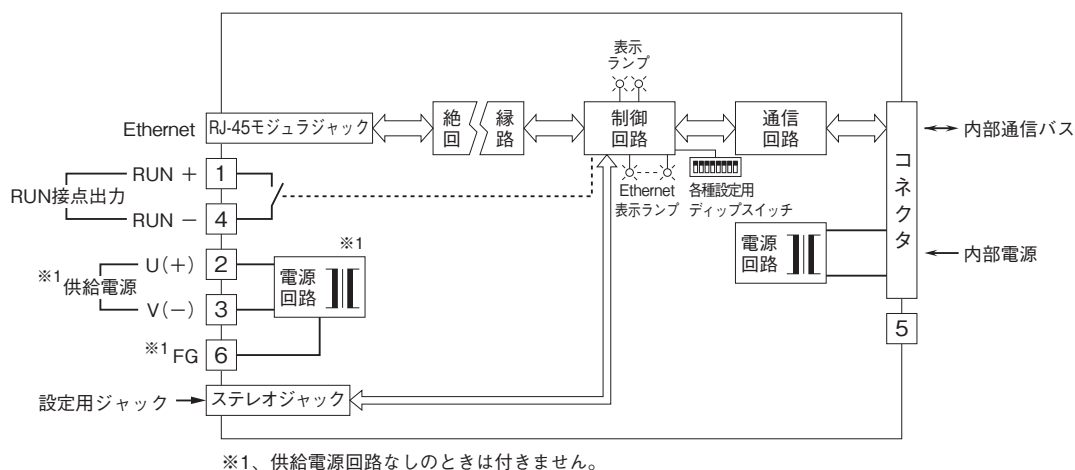 表示
ランプ
Ethernet
RJ-45モジュラジャック
絶 縁
回 路
制御
回路
通信
回路
コネクタ
内部通信バス
RUN接点出力
RUN +
1
RUN −
4
Ethernet
表示ランプ
各種設定用
ディップスイッチ
※1
供給電源
U(+)
2
V(−)
3
※1
電源
回路
電源
回路
内部電源
5
※1 FG
6
設定用ジャック
ステレオジャック
※1、供給電源回路なしのときは付きません。